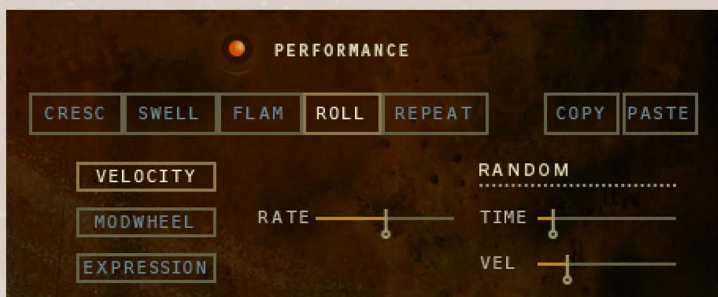 PERFORMANCE
CRESC SWELL FLAM ROLL REPEAT COPY PASTE
VELOCITY RANDOM
MODWHEEL RATE TIME
EXPRESSION VEL